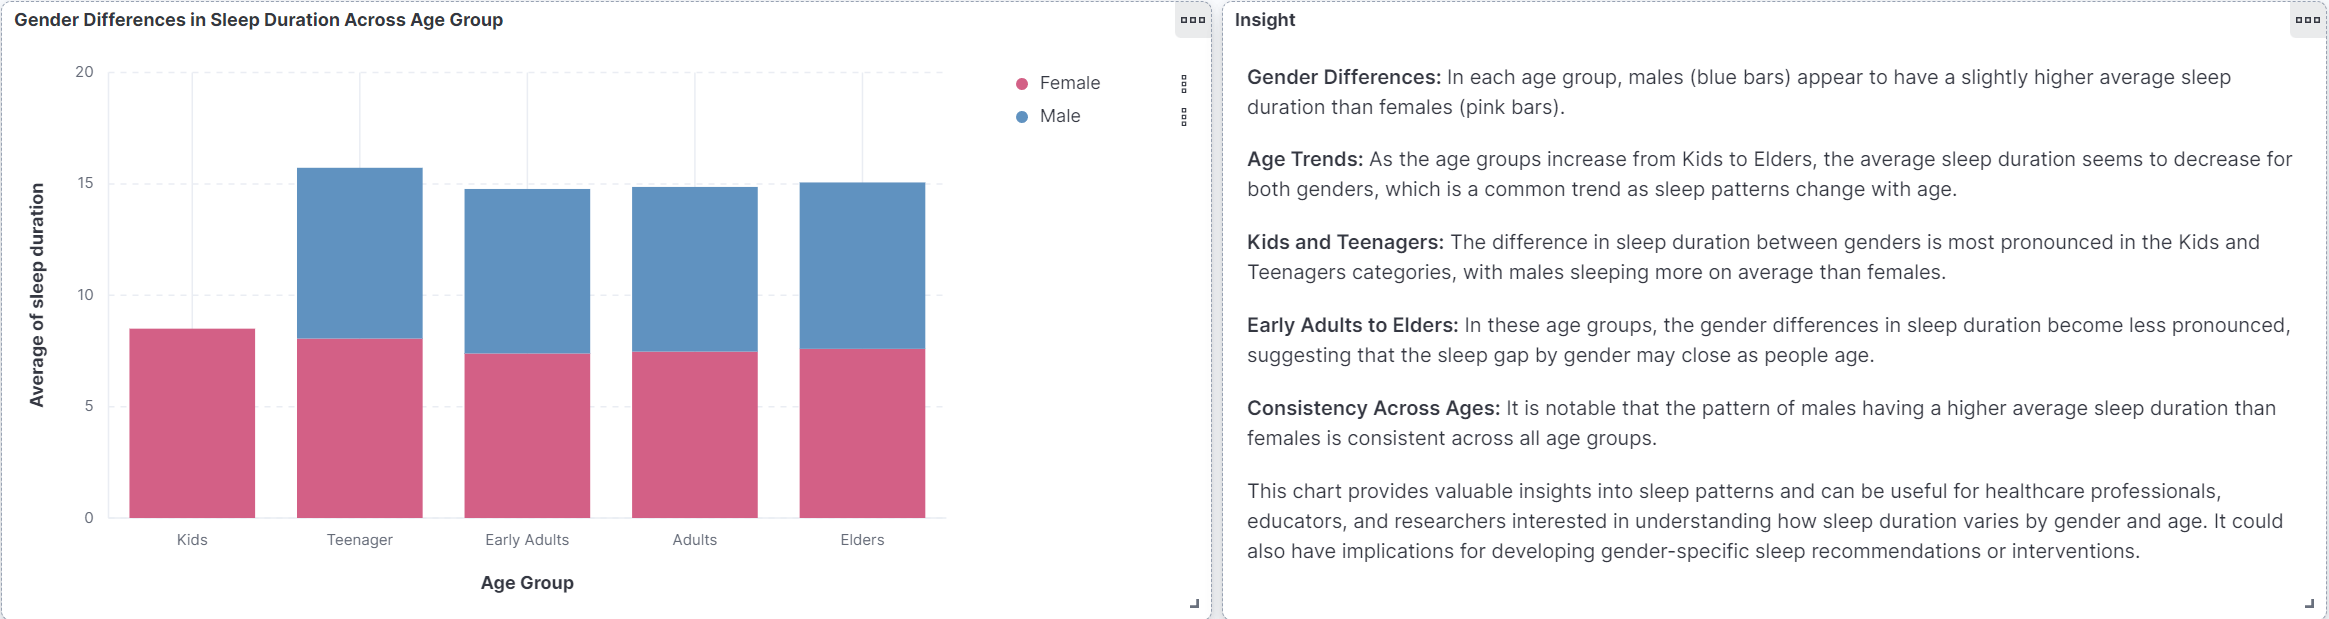 Gender Differences in Sleep Duration Across Age Group
20
15
10
5
0
Average of sleep duration
Kids
Teenager
Early Adults
Adults
Elders
Age Group
Female
Male
Insight
Gender Differences: In each age group, males (blue bars) appear to have a slightly higher average sleep
duration than females (pink bars).
Age Trends: As the age groups increase from Kids to Elders, the average sleep duration seems to decrease for
both genders, which is a common trend as sleep patterns change with age.
Kids and Teenagers: The difference in sleep duration between genders is most pronounced in the Kids and
Teenagers categories, with males sleeping more on average than females.
Early Adults to Elders: In these age groups, the gender differences in sleep duration become less pronounced,
suggesting that the sleep gap by gender may close as people age.
Consistency Across Ages: It is notable that the pattern of males having a higher average sleep duration than
females is consistent across all age groups.
This chart provides valuable insights into sleep patterns and can be useful for healthcare professionals,
educators, and researchers interested in understanding how sleep duration varies by gender and age. It could
also have implications for developing gender-specific sleep recommendations or interventions.